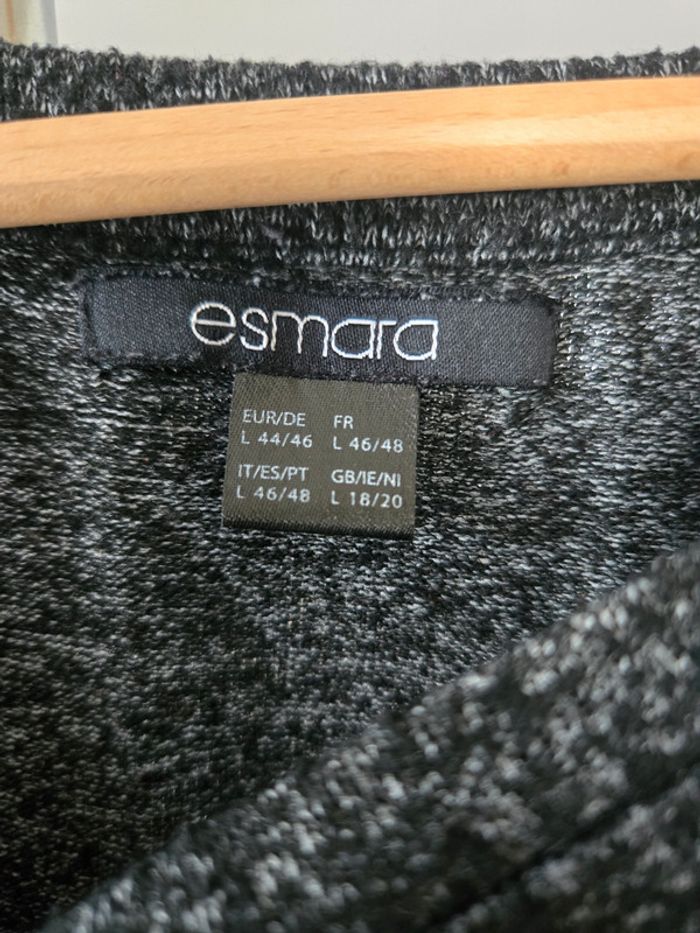 esmara
EUR/DE FR
L 44/46 L 46/48
IT/ES/PT GB/IE/NI
L 46/48 L 18/20